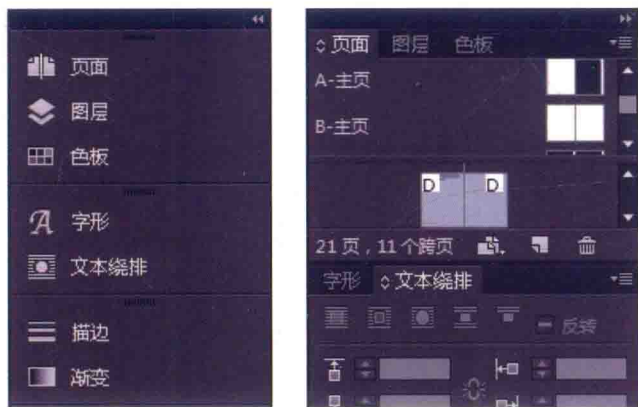 页面
图层
色板
字形
文本绕排
描边
渐变
页面 图层 色板
A-主页
B-主页
D D
21 页，11 个跨页
字形 文本绕排
反转